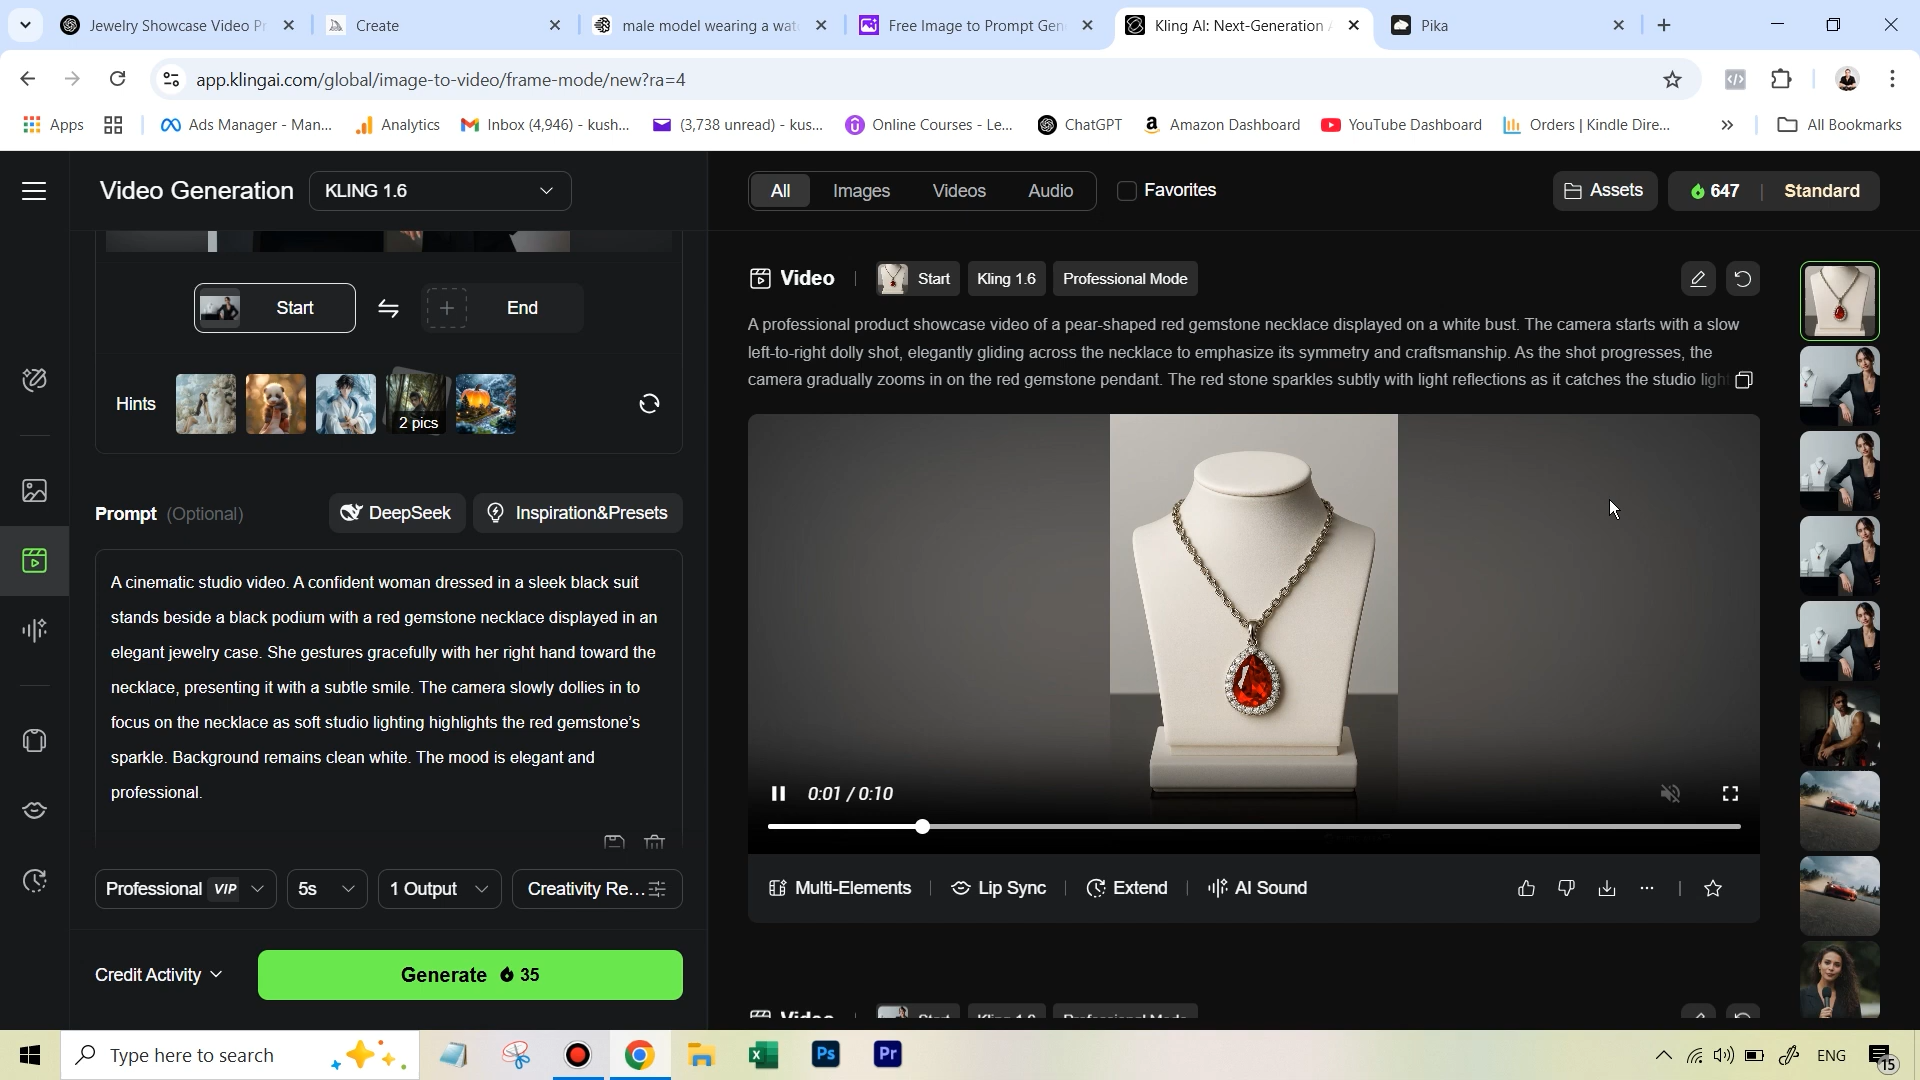 Jewelry Showcase Video Pr
Create
male model wearing a wat
Free Image to Prompt Gen
Kling AI: Next-Generation A
Pika
app.klingai.com/global/image-to-video/frame-mode/new?ra=4
Apps
Ads Manager - Man...
Analytics
Inbox (4,946) - kush...
(3,738 unread) - kus...
Online Courses - Le...
ChatGPT
Amazon Dashboard
YouTube Dashboard
Orders | Kindle Dire...
All Bookmarks
Video Generation
KLING 1.6
All
Images
Videos
Audio
Favorites
Assets
647
Standard
Start
End
Hints
2 pics
Prompt (Optional)
DeepSeek
Inspiration&Presets
A cinematic studio video. A confident woman dressed in a sleek black suit
stands beside a black podium with a red gemstone necklace displayed in an
elegant jewelry case. She gestures gracefully with her right hand toward the
necklace, presenting it with a subtle smile. The camera slowly dollies in to
focus on the necklace as soft studio lighting highlights the red gemstone's
sparkle. Background remains clean white. The mood is elegant and
professional.
Professional VIP
5s
1 Output
Creativity Re...
Credit Activity
Generate 35
Video
Start
Kling 1.6
Professional Mode
A professional product showcase video of a pear-shaped red gemstone necklace displayed on a white bust. The camera starts with a slow
left-to-right dolly shot, elegantly gliding across the necklace to emphasize its symmetry and craftsmanship. As the shot progresses, the
camera gradually zooms in on the red gemstone pendant. The red stone sparkles subtly with light reflections as it catches the studio light
0:01 / 0:10
Multi-Elements
Lip Sync
Extend
AI Sound
Video
Start
Kling 1.6
Professional Mode
Type here to search
Ps
Pr
ENG
15